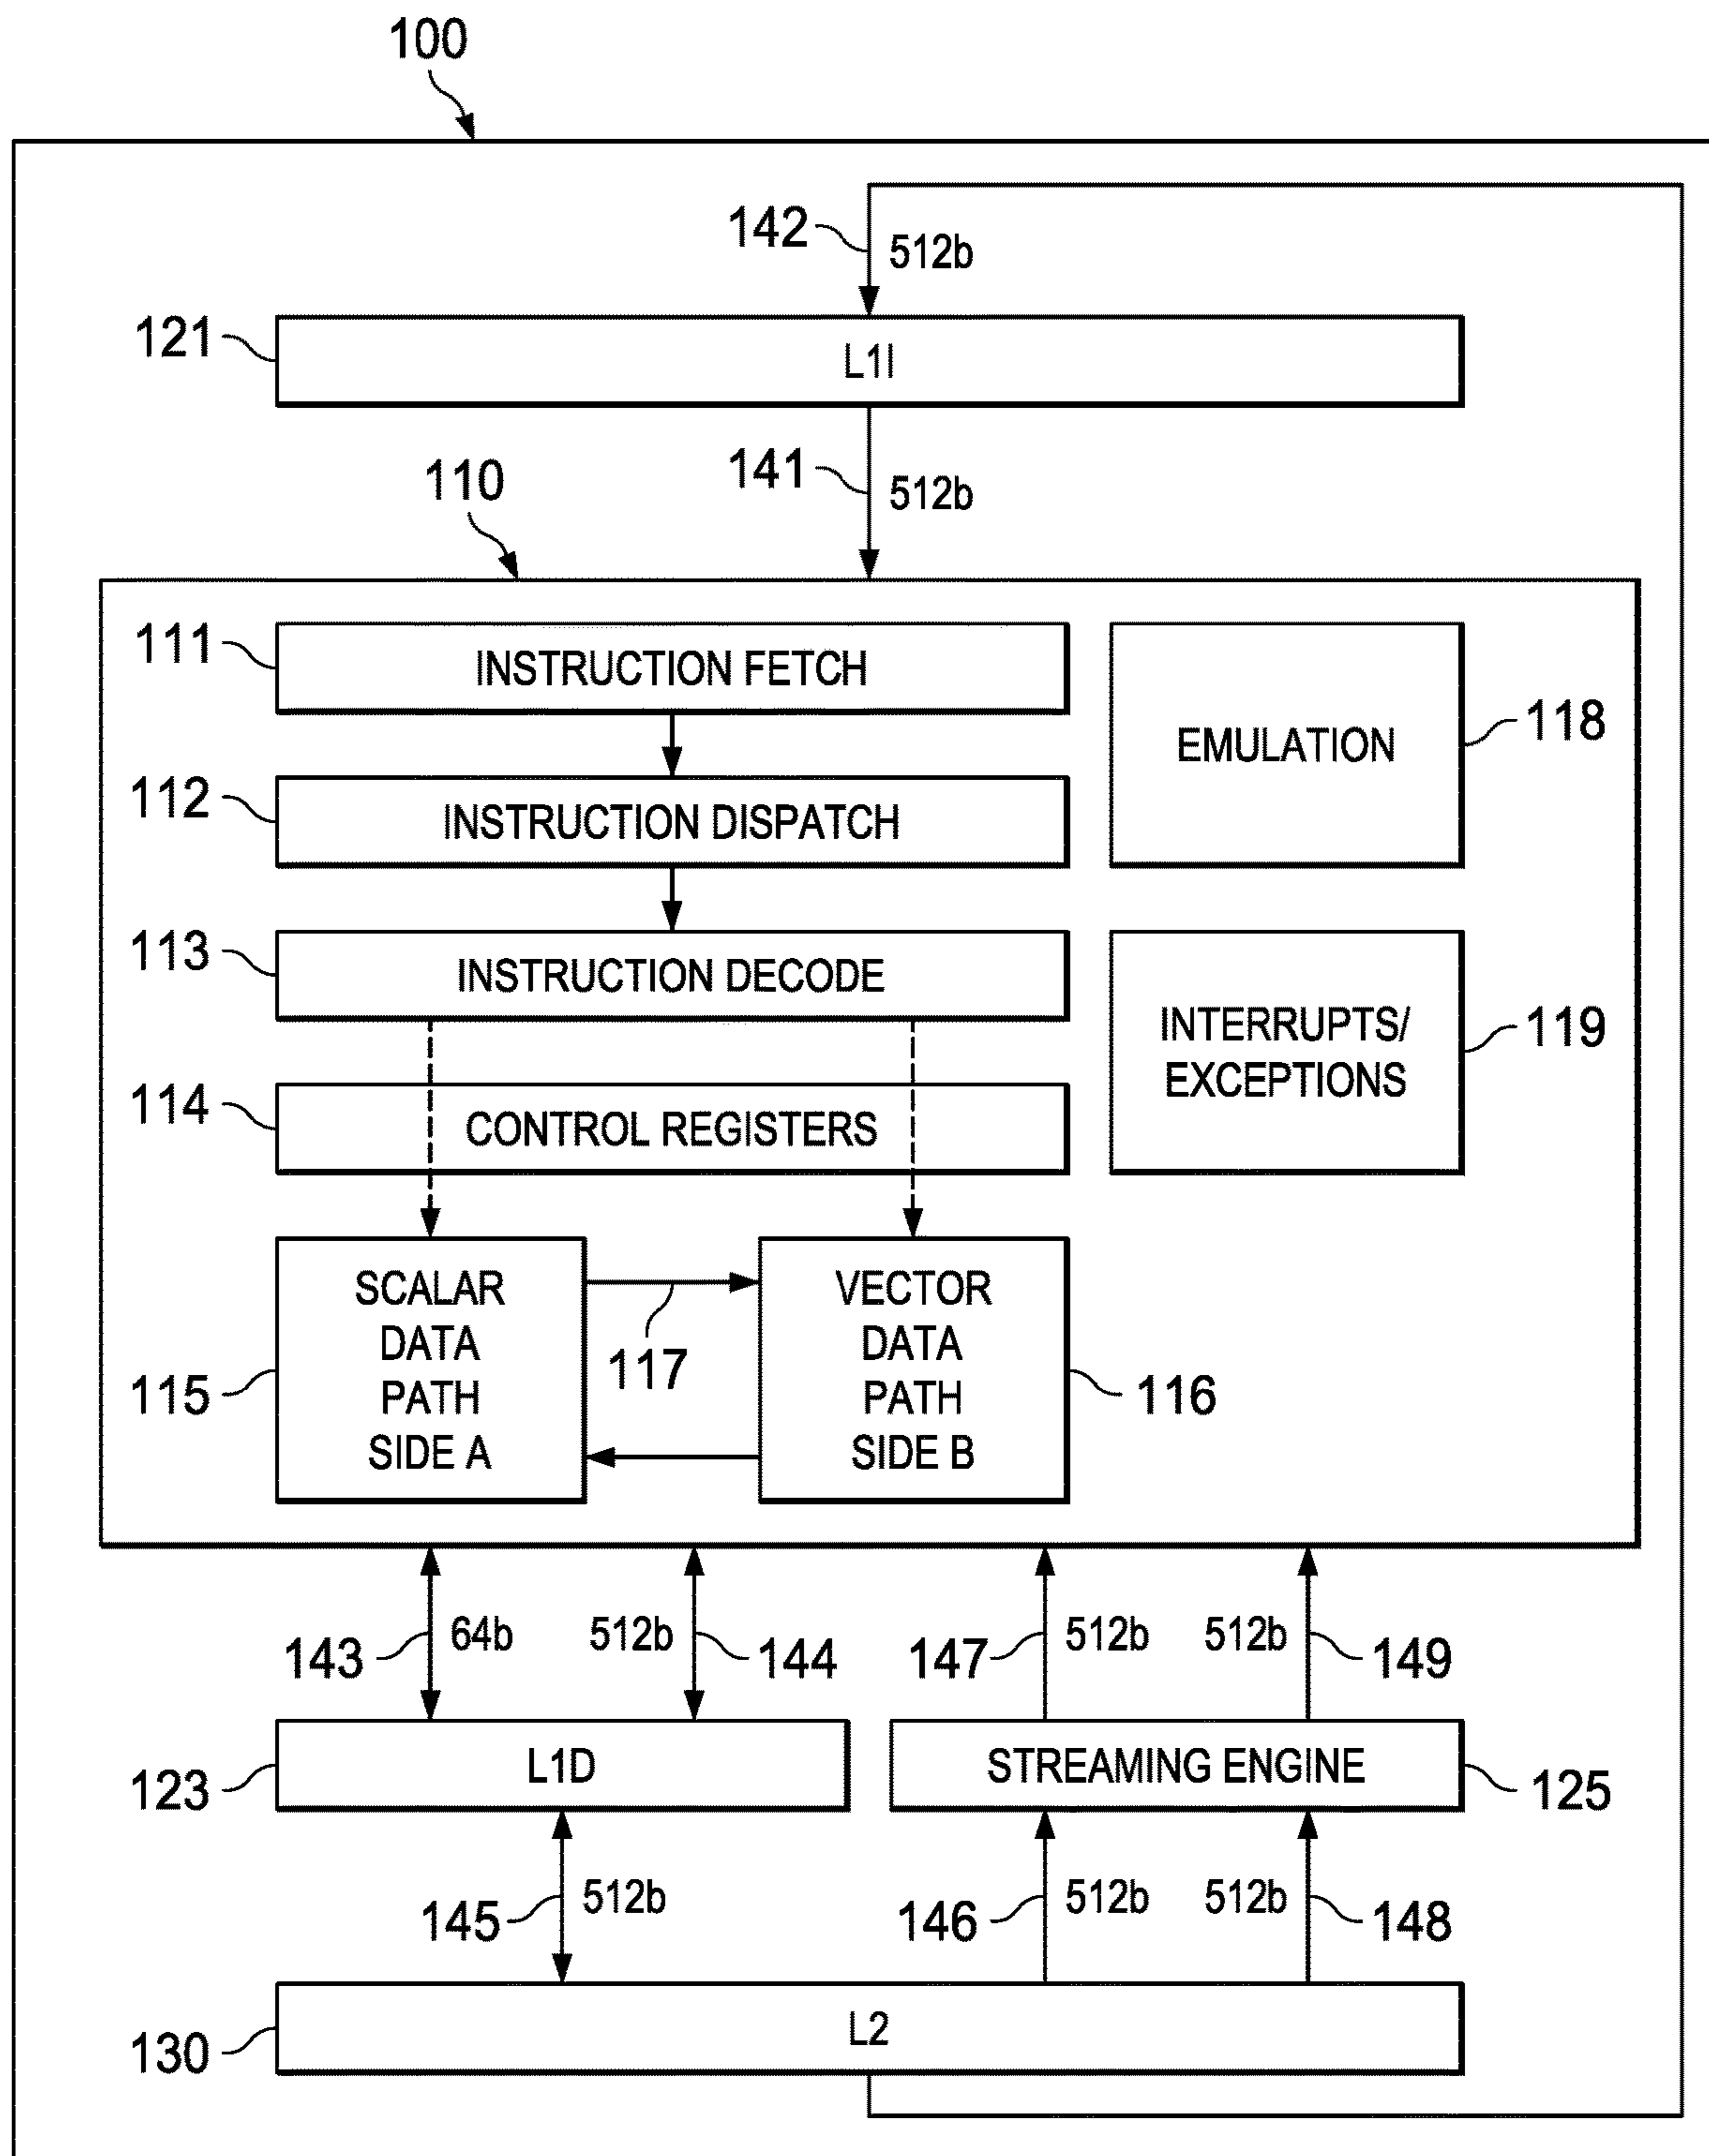 100
142
512b
121
L1I
141
512b
110
111
INSTRUCTION FETCH
EMULATION
118
112
INSTRUCTION DISPATCH
113
INSTRUCTION DECODE
INTERRUPTS/
EXCEPTIONS
119
114
CONTROL REGISTERS
SCALAR
DATA
PATH
SIDE A
115
117
VECTOR
DATA
PATH
SIDE B
116
143
64b
512b
144
147
512b
512b
149
123
L1D
STREAMING ENGINE
125
145
512b
146
512b
512b
148
130
L2